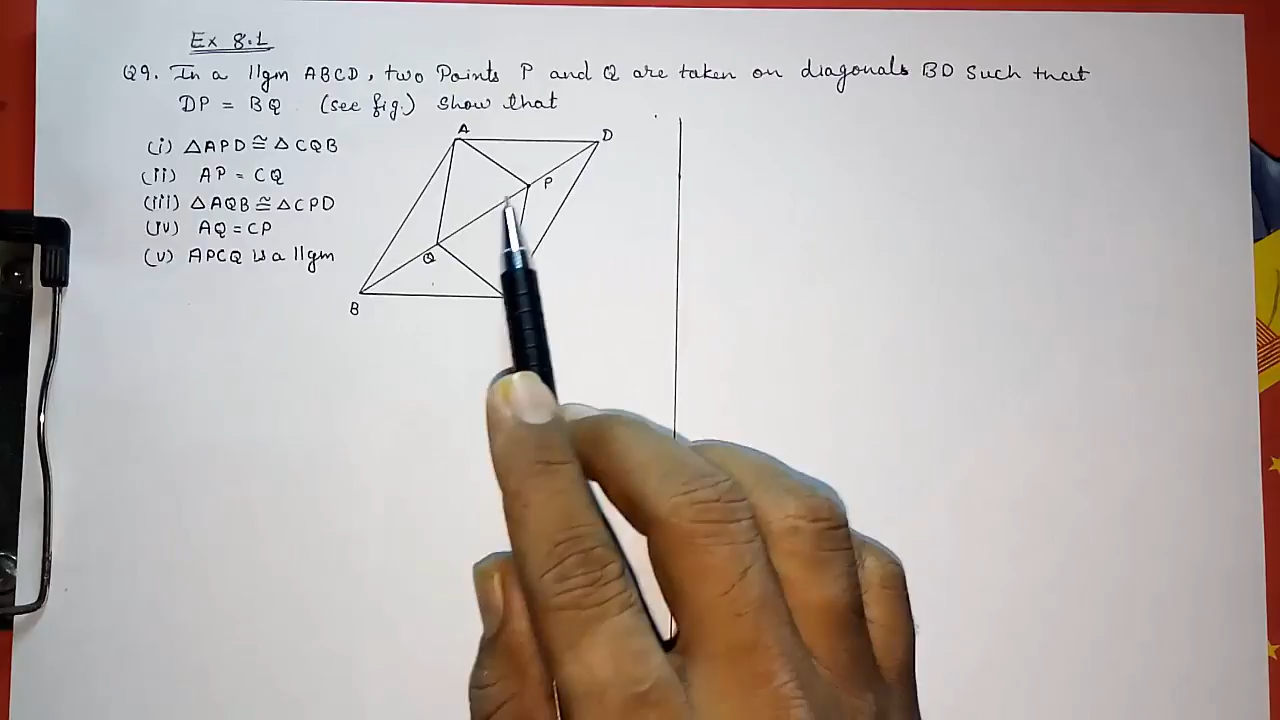 Ex 8.1
Q9. In a ||gm ABCD, two Points P and Q are taken on diagonals BD Such that
DP = BQ (see fig.) Show that
(i) △APD ≅ △CQB
(ii) AP = CQ
(iii) △AQB ≅ △CPD
(iv) AQ = CP
(v) APCQ is a ||gm
A
D
P
Q
B